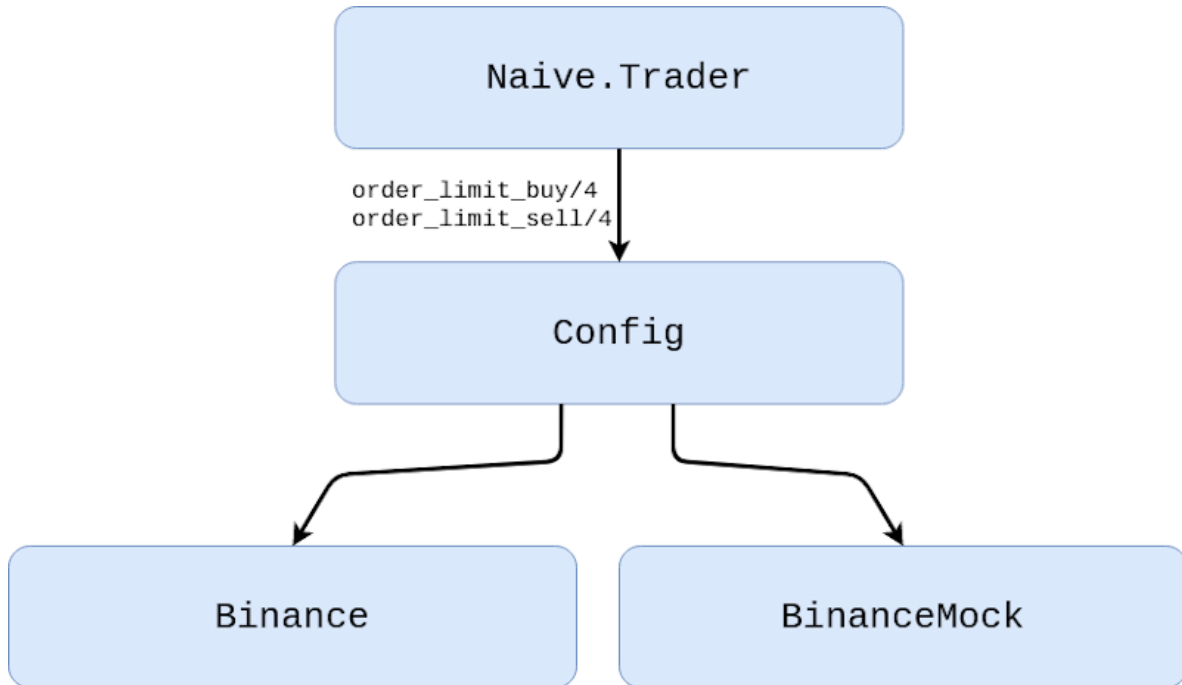 Naive.Trader
order_limit_buy/4
order_limit_sell/4
Config
Binance
BinanceMock